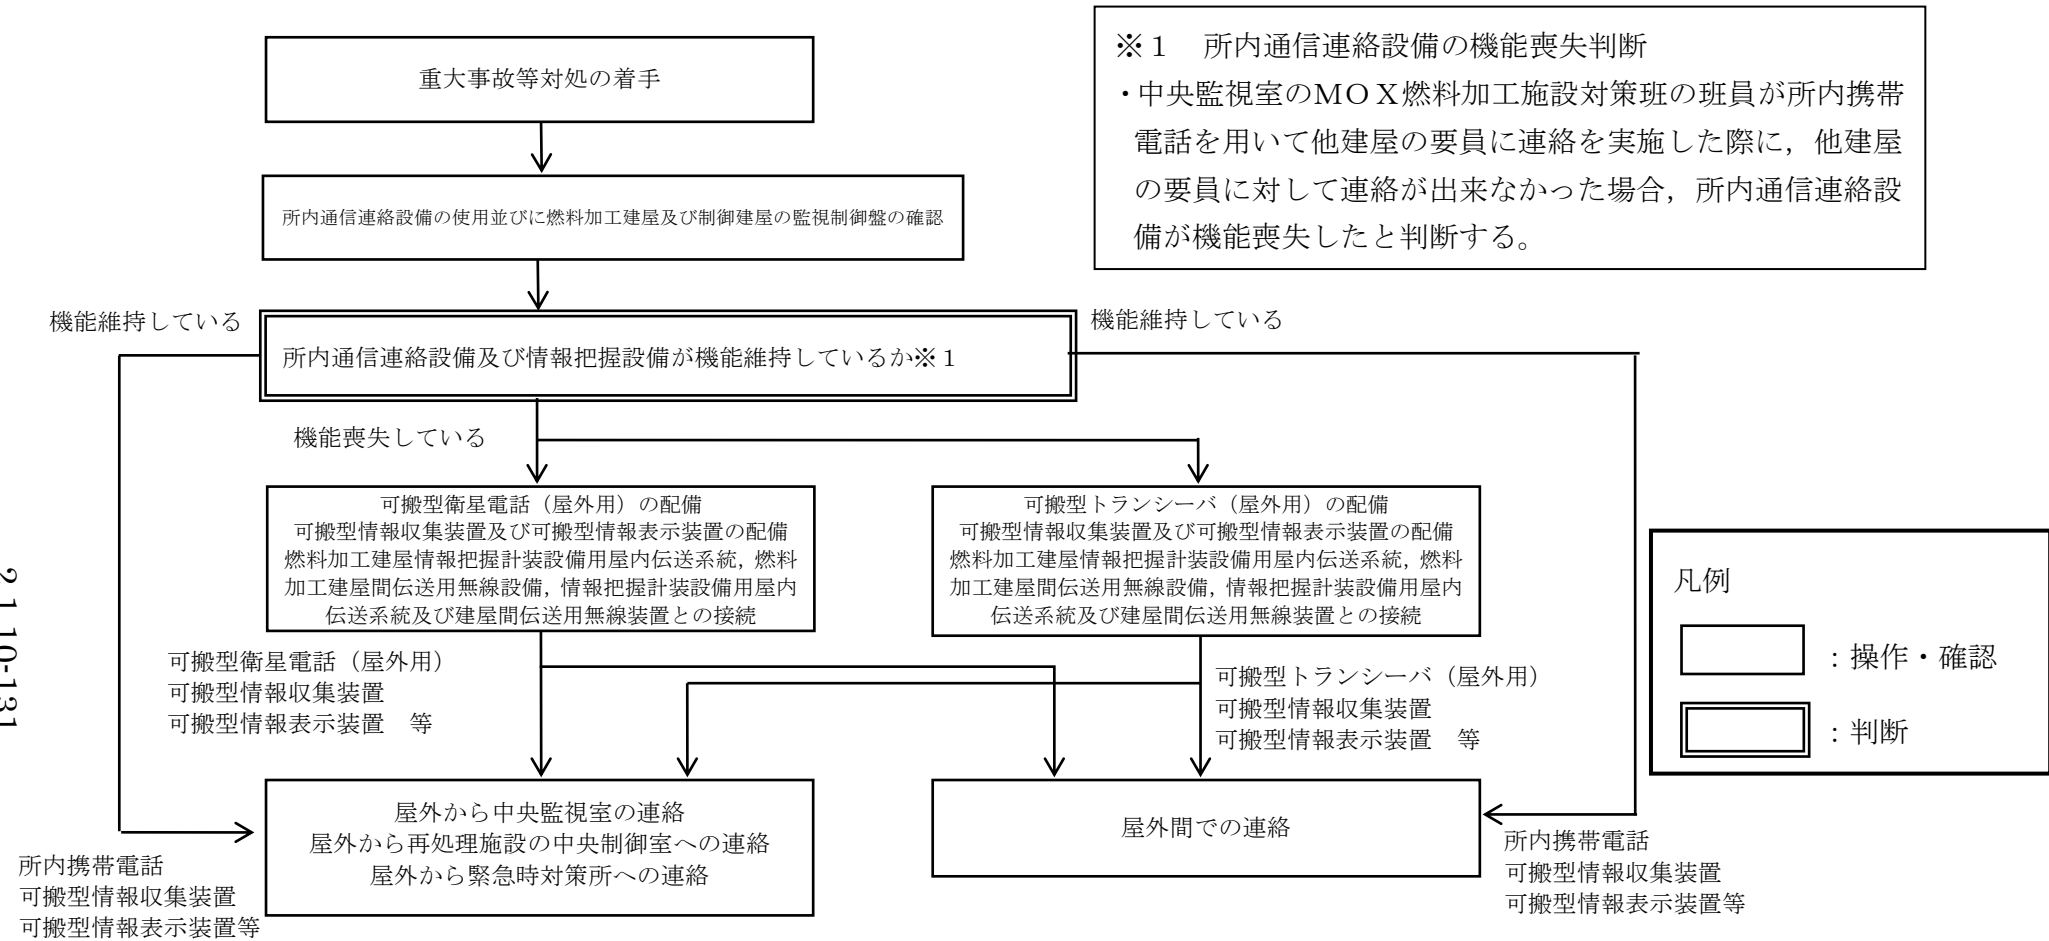 重大事故等対処の着手
※１　所内通信連絡設備の機能喪失判断
・中央監視室のＭＯＸ燃料加工施設対策班の班員が所内携帯
電話を用いて他建屋の要員に連絡を実施した際に，他建屋
の要員に対して連絡が出来なかった場合，所内通信連絡設
備が機能喪失したと判断する。
所内通信連絡設備の使用並びに燃料加工建屋及び制御建屋の監視制御盤の確認
機能維持している
機能維持している
所内通信連絡設備及び情報把握設備が機能維持しているか※１
機能喪失している
可搬型衛星電話（屋外用）の配備
可搬型情報収集装置及び可搬型情報表示装置の配備
燃料加工建屋情報把握計装設備用屋内伝送系統，燃料
加工建屋間伝送用無線設備，情報把握計装設備用屋内
伝送系統及び建屋間伝送用無線装置との接続
可搬型トランシーバ（屋外用）の配備
可搬型情報収集装置及び可搬型情報表示装置の配備
燃料加工建屋情報把握計装設備用屋内伝送系統，燃料
加工建屋間伝送用無線設備，情報把握計装設備用屋内
伝送系統及び建屋間伝送用無線装置との接続
凡例
：操作・確認
：判断
可搬型衛星電話（屋外用）
可搬型情報収集装置
可搬型情報表示装置　等
可搬型トランシーバ（屋外用）
可搬型情報収集装置
可搬型情報表示装置　等
屋外から中央監視室の連絡
屋外から再処理施設の中央制御室への連絡
屋外から緊急時対策所への連絡
屋外間での連絡
所内携帯電話
可搬型情報収集装置
可搬型情報表示装置等
所内携帯電話
可搬型情報収集装置
可搬型情報表示装置等
2.1.10-131